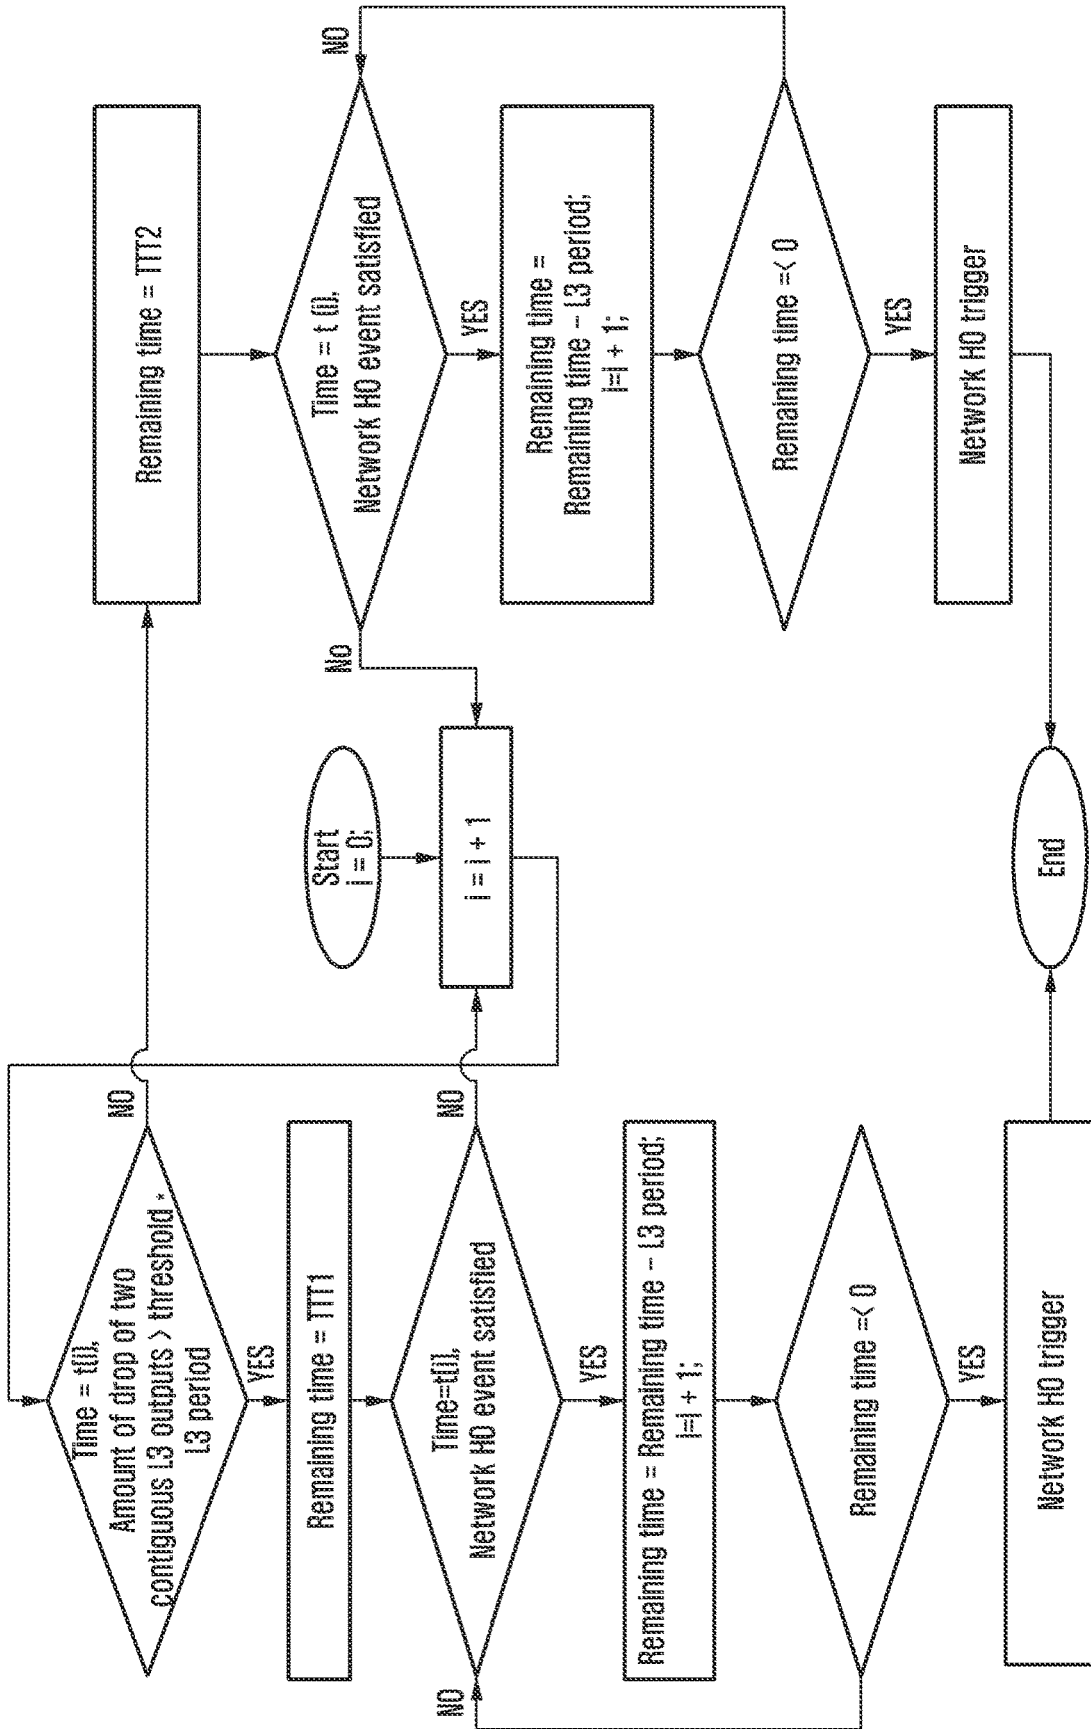 Start
i = 0;
i = i + 1
Time = t(i),
Amount of drop of two
contiguous L3 outputs > threshold *
L3 period
NO
YES
Remaining time = TTT1
Time=t(i),
Network HO event satisfied
NO
YES
Remaining time = Remaining time – L3 period;
i=i + 1;
Remaining time =< 0
NO
YES
Network HO trigger
Remaining time = TTT2
Time = t (i),
Network HO event satisfied
No
NO
YES
Remaining time =
Remaining time – L3 period;
i=i + 1;
Remaining time =< 0
YES
Network HO trigger
End